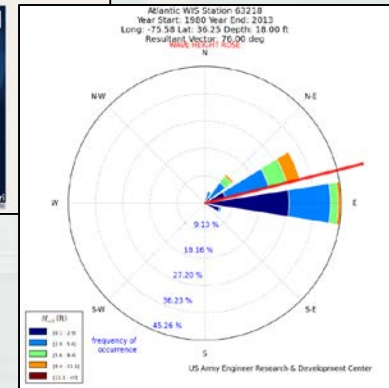 Atlantic WIS Station 63218
Year Start: 1980 Year End: 2013
Long: -75.58 Lat: 36.25 Depth: 18.00 ft
Resultant Vector: 76.00 deg
WAVE HEIGHT ROSE
N
N-W
N-E
W
E
9.13 %
18.16 %
27.20 %
S-W
S-E
36.23 %
45.26 %
frequency of
occurrence
S
US Army Engineer Research & Development Center